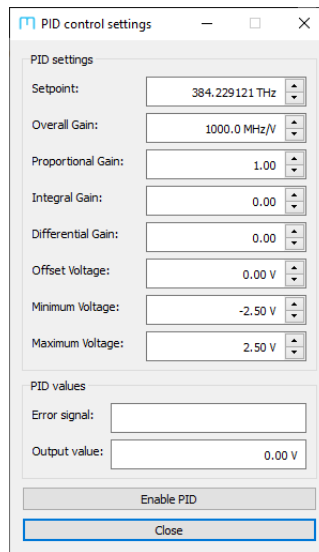 PID control settings
PID settings
Setpoint: 384.229121 THz
Overall Gain: 1000.0 MHz/V
Proportional Gain: 1.00
Integral Gain: 0.00
Differential Gain: 0.00
Offset Voltage: 0.00 V
Minimum Voltage: -2.50 V
Maximum Voltage: 2.50 V
PID values
Error signal:
Output value: 0.00 V
Enable PID
Close